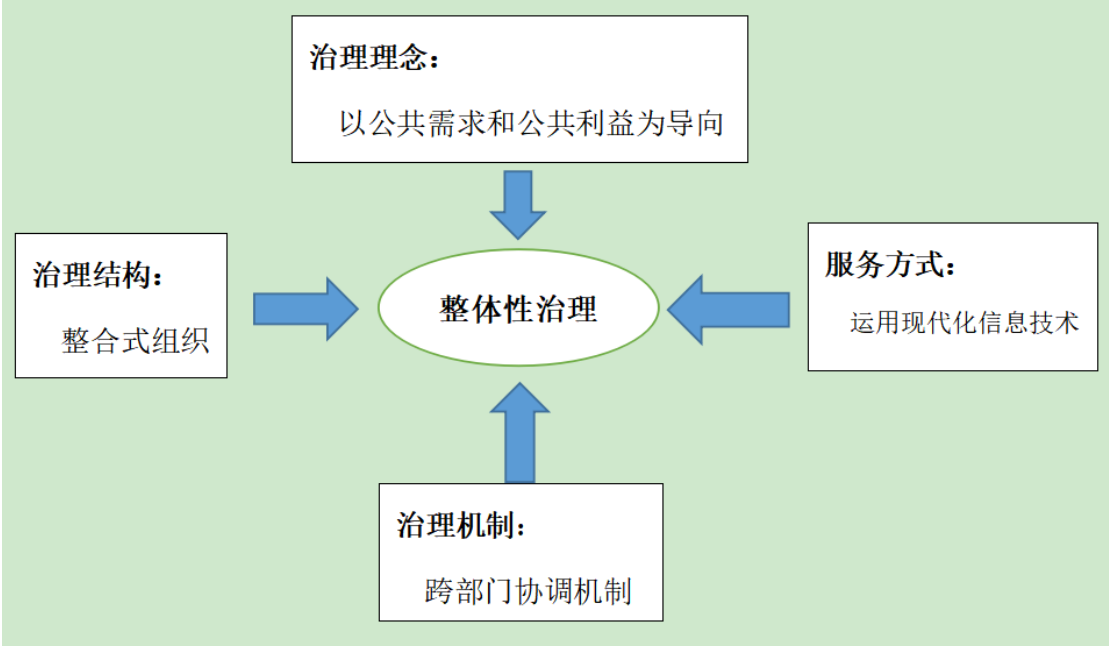 治理理念：
以公共需求和公共利益为导向
治理结构：
整合式组织
整体性治理
服务方式：
运用现代化信息技术
治理机制：
跨部门协调机制